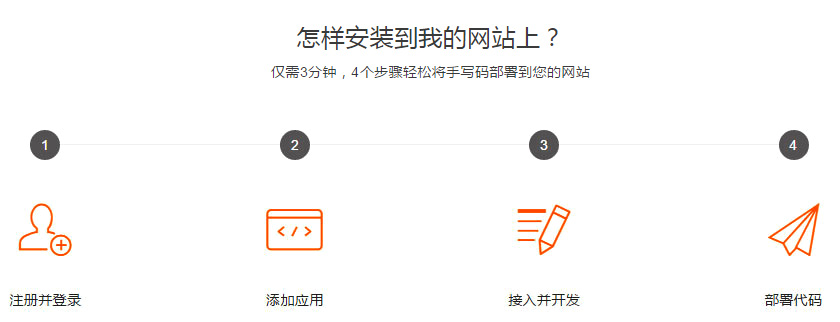 怎样安装到我的网站上？
仅需3分钟，4个步骤轻松将手写码部署到您的网站
1 2 3 4
</>
注册并登录 添加应用 接入并开发 部署代码